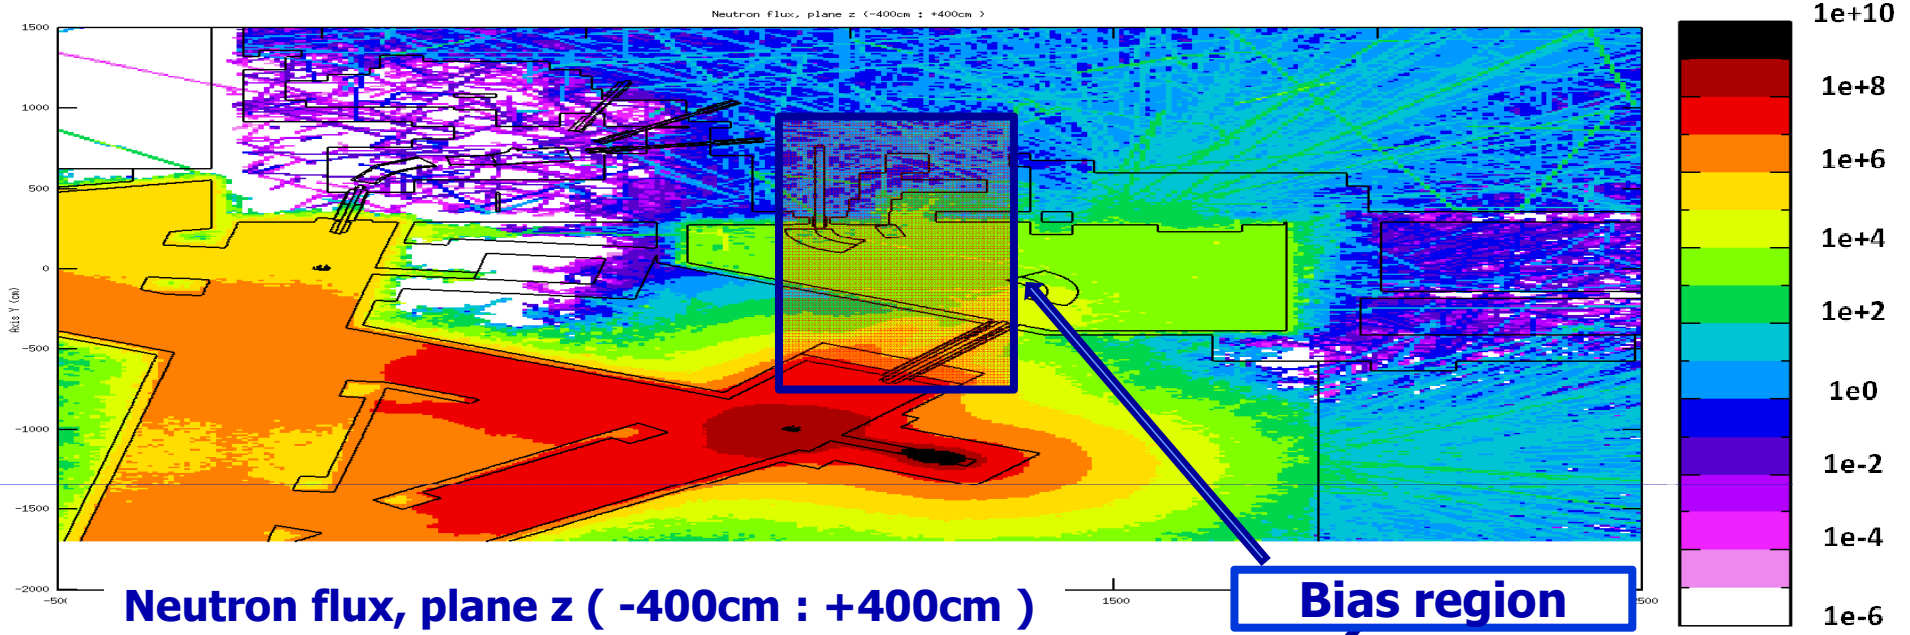 Neutron flux, plane z (-400cm : +400cm )
1e+10
1e+8
1e+6
1e+4
1e+2
1e0
1e-2
1e-4
1e-6
1500
1000
500
0
-500
-1000
-1500
-2000
Axis Y (cm)
1500
Neutron flux, plane z ( -400cm : +400cm )
Bias region